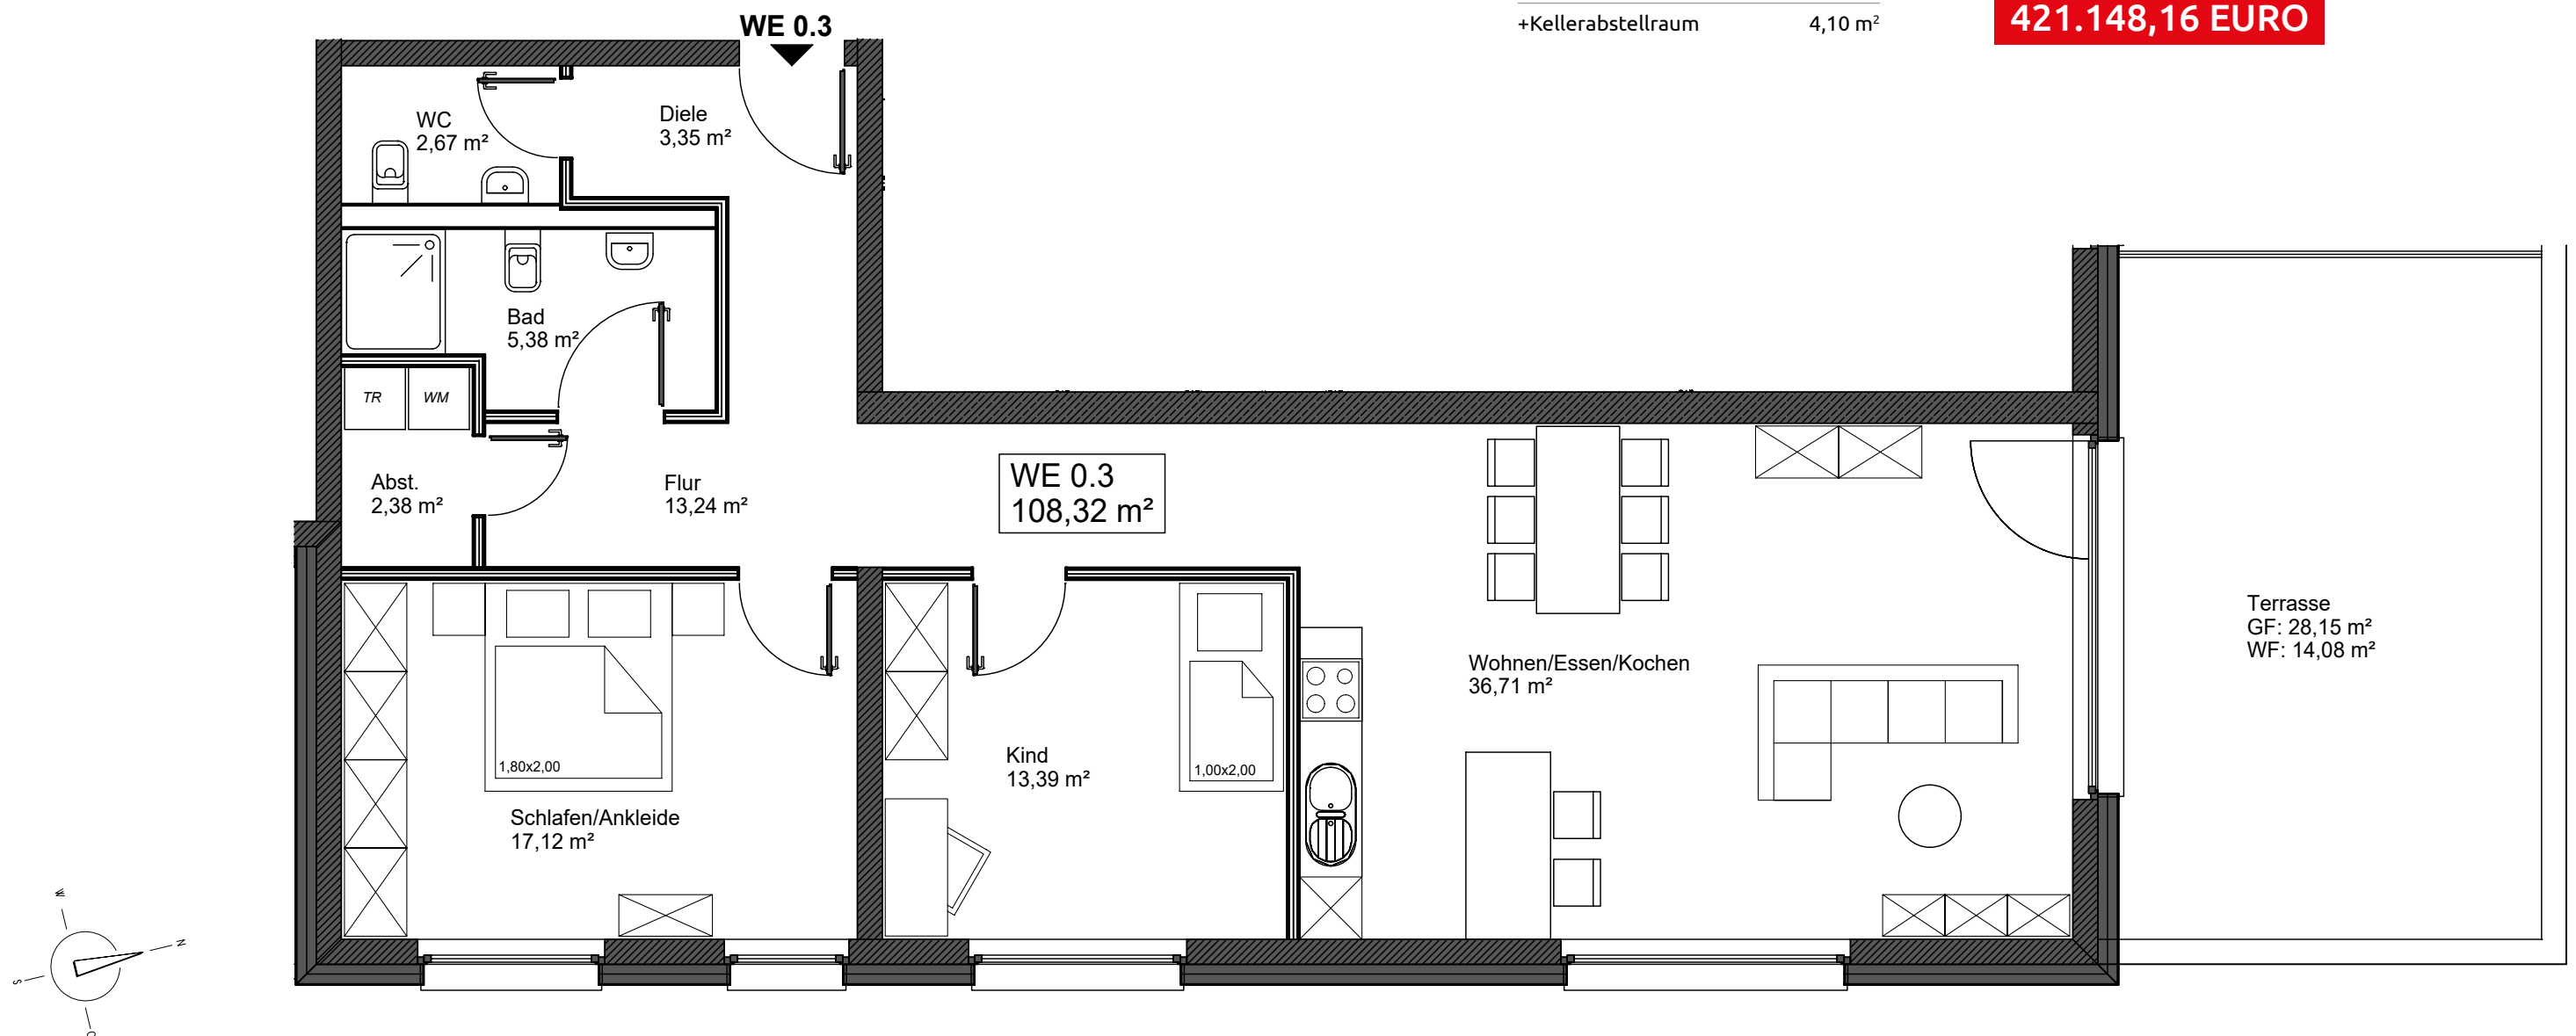 WE 0.3
+Kellerabstellraum 4,10 m²
421.148,16 EURO
WC
2,67 m²
Diele
3,35 m²
Bad
5,38 m²
TR
WM
Abst.
2,38 m²
Flur
13,24 m²
WE 0.3
108,32 m²
Terrasse
GF: 28,15 m²
WF: 14,08 m²
Wohnen/Essen/Kochen
36,71 m²
Kind
13,39 m²
1,80x2,00
1,00x2,00
Schlafen/Ankleide
17,12 m²
W
N
S
O